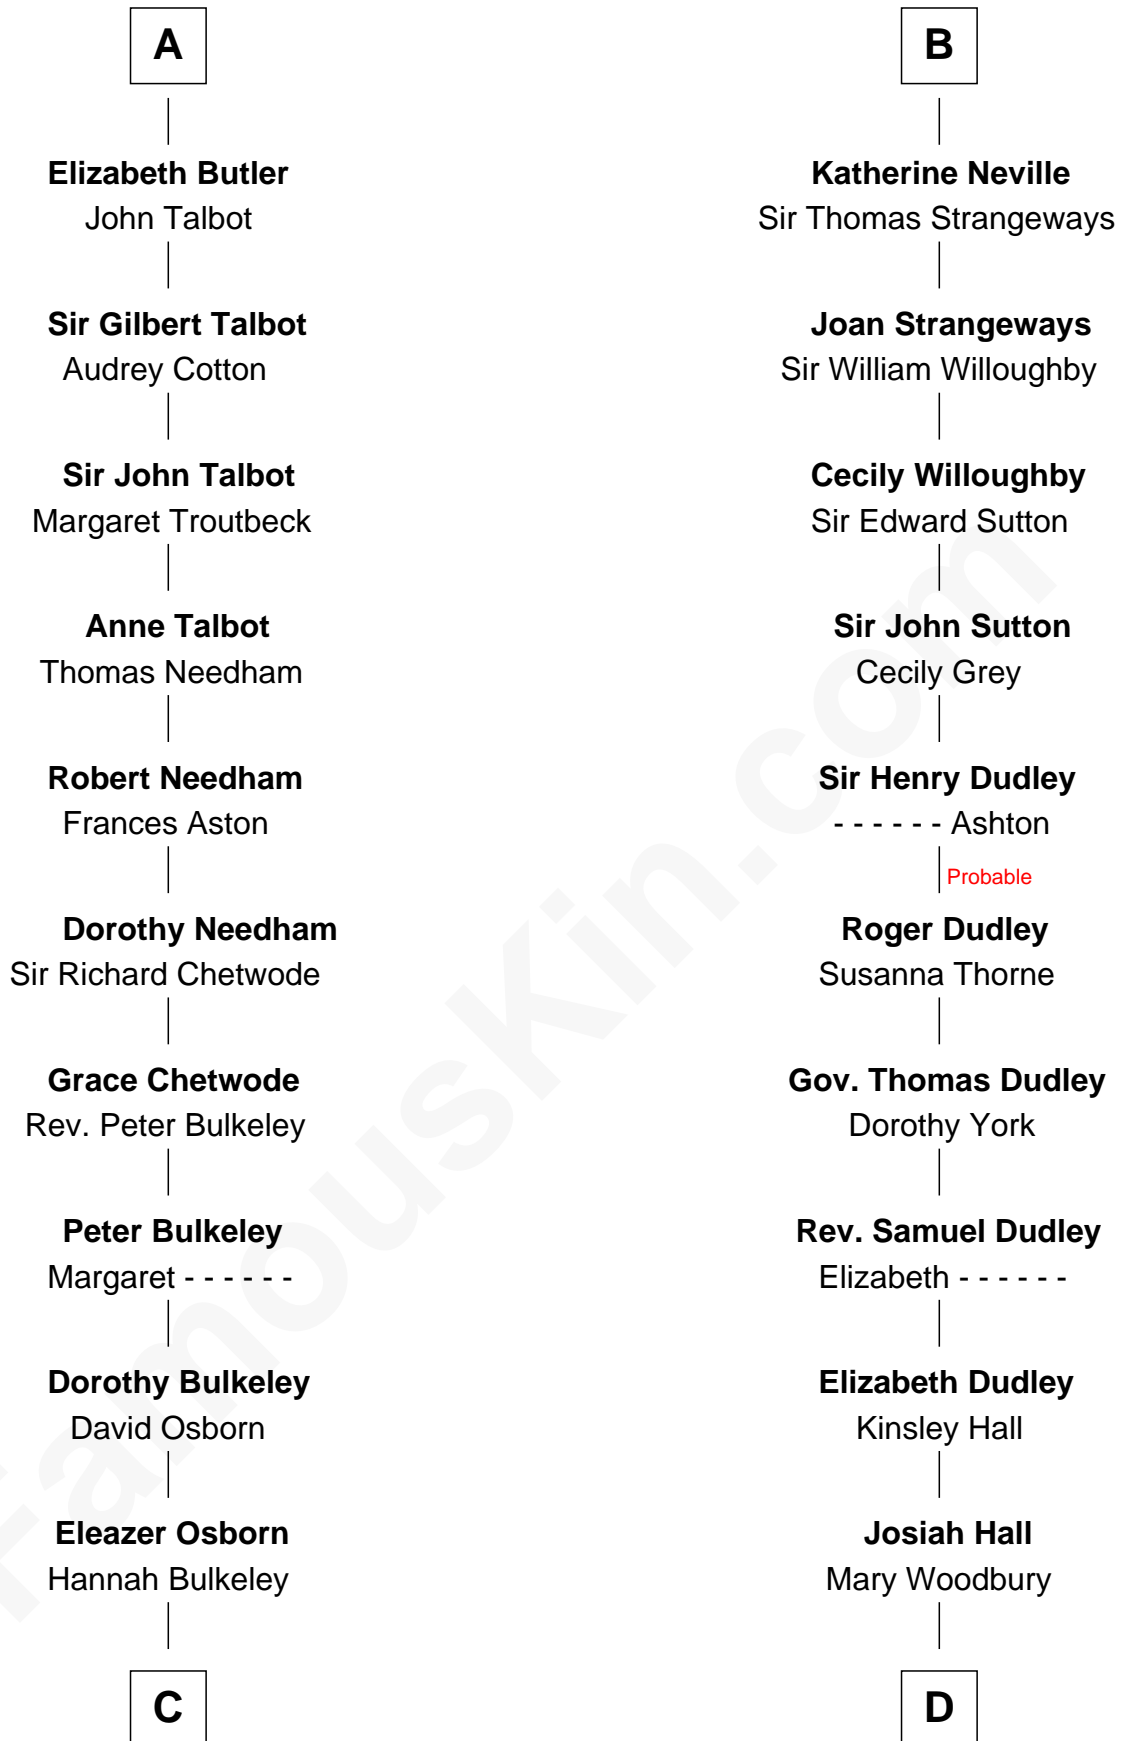 A
Elizabeth Butler
John Talbot
Sir Gilbert Talbot
Audrey Cotton
Sir John Talbot
Margaret Troutbeck
Anne Talbot
Thomas Needham
Robert Needham
Frances Aston
Dorothy Needham
Sir Richard Chetwode
Grace Chetwode
Rev. Peter Bulkeley
Peter Bulkeley
Margaret - - - - - -
Dorothy Bulkeley
David Osborn
Eleazer Osborn
Hannah Bulkeley
C
B
Katherine Neville
Sir Thomas Strangeways
Joan Strangeways
Sir William Willoughby
Cecily Willoughby
Sir Edward Sutton
Sir John Sutton
Cecily Grey
Sir Henry Dudley
- - - - - - Ashton
Probable
Roger Dudley
Susanna Thorne
Gov. Thomas Dudley
Dorothy York
Rev. Samuel Dudley
Elizabeth - - - - - -
Elizabeth Dudley
Kinsley Hall
Josiah Hall
Mary Woodbury
D
FamousKin.com